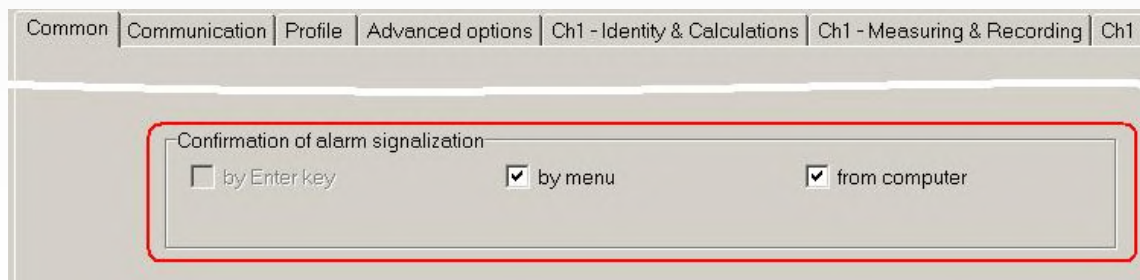 Common Communication Profile Advanced options Ch1 - Identity & Calculations Ch1 - Measuring & Recording Ch1
Confirmation of alarm signalization
by Enter key by menu from computer